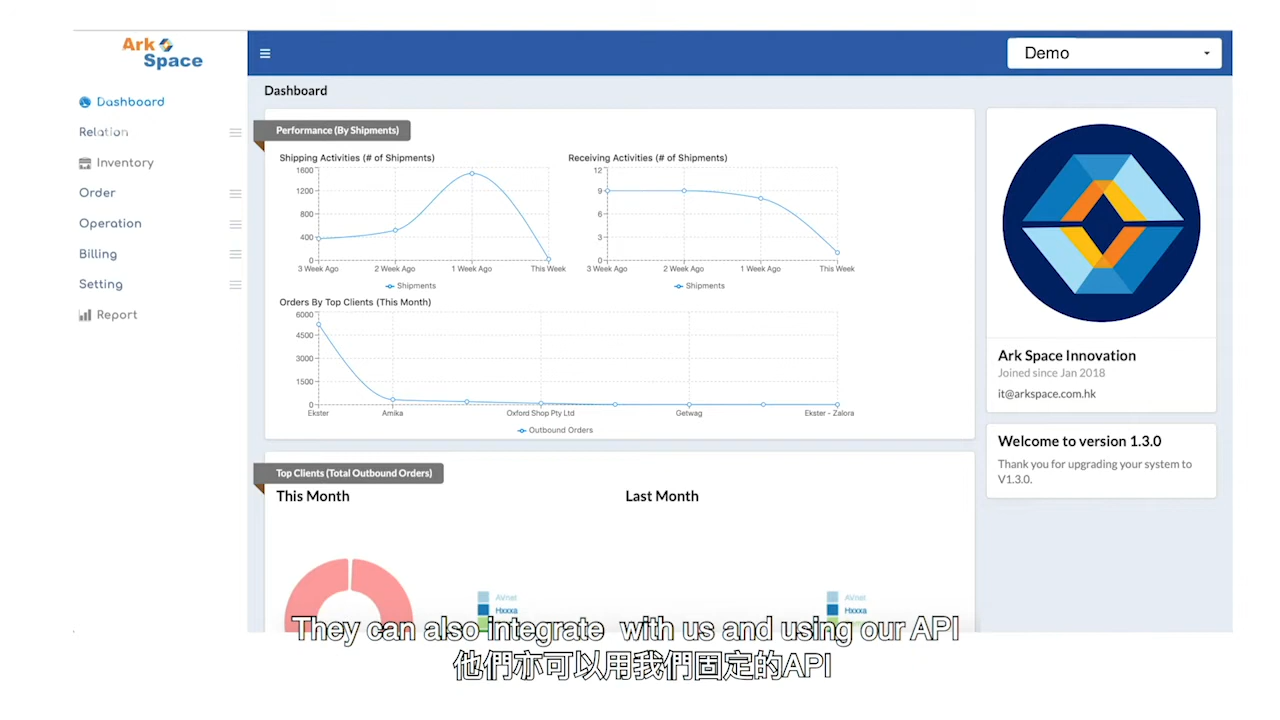 Ark
Space
Demo
Dashboard
Relation
Inventory
Order
Operation
Billing
Setting
Report
Dashboard
Performance (By Shipments)
Shipping Activities (# of Shipments)
1600
1200
800
400
0
3 Week Ago
2 Week Ago
1 Week Ago
This Week
Shipments
Receiving Activities (# of Shipments)
12
9
6
3
0
3 Week Ago
2 Week Ago
1 Week Ago
This Week
Shipments
Orders By Top Clients (This Month)
6000
4500
3000
1500
0
Ekster
Amika
Oxford Shop Pty Ltd
Getwag
Ekster - Zalora
Outbound Orders
Top Clients (Total Outbound Orders)
This Month
Last Month
AVnet
Hxxxa
AVnet
Hxxxa
Ark Space Innovation
Joined since Jan 2018
it@arkspace.com.hk
Welcome to version 1.3.0
Thank you for upgrading your system to
V1.3.0.
They can also integrate with us and using our API
他們亦可以用我們固定的API